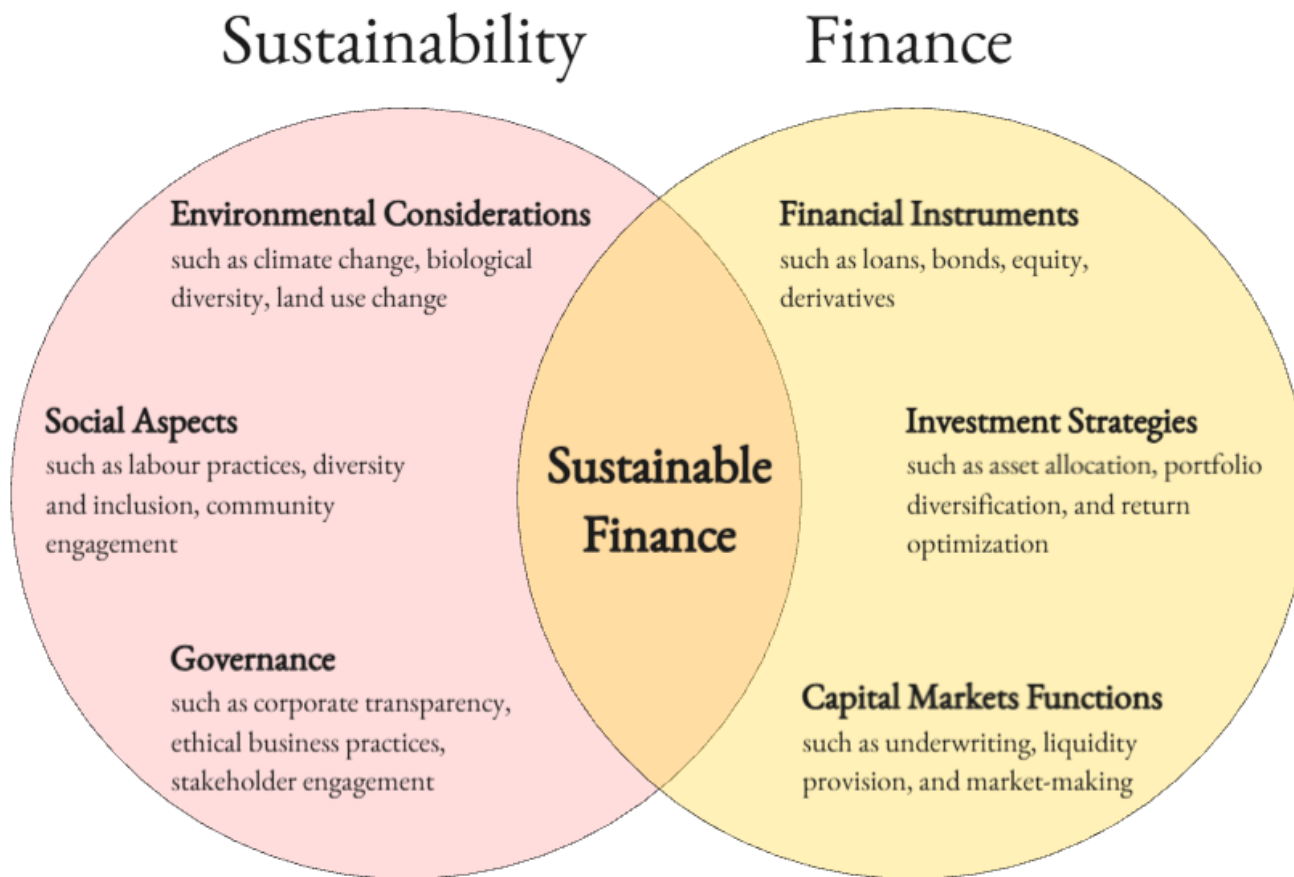 Sustainability
Finance
Environmental Considerations
such as climate change, biological
diversity, land use change
Social Aspects
such as labour practices, diversity
and inclusion, community
engagement
Governance
such as corporate transparency,
ethical business practices,
stakeholder engagement
Sustainable
Finance
Financial Instruments
such as loans, bonds, equity,
derivatives
Investment Strategies
such as asset allocation, portfolio
diversification, and return
optimization
Capital Markets Functions
such as underwriting, liquidity
provision, and market-making